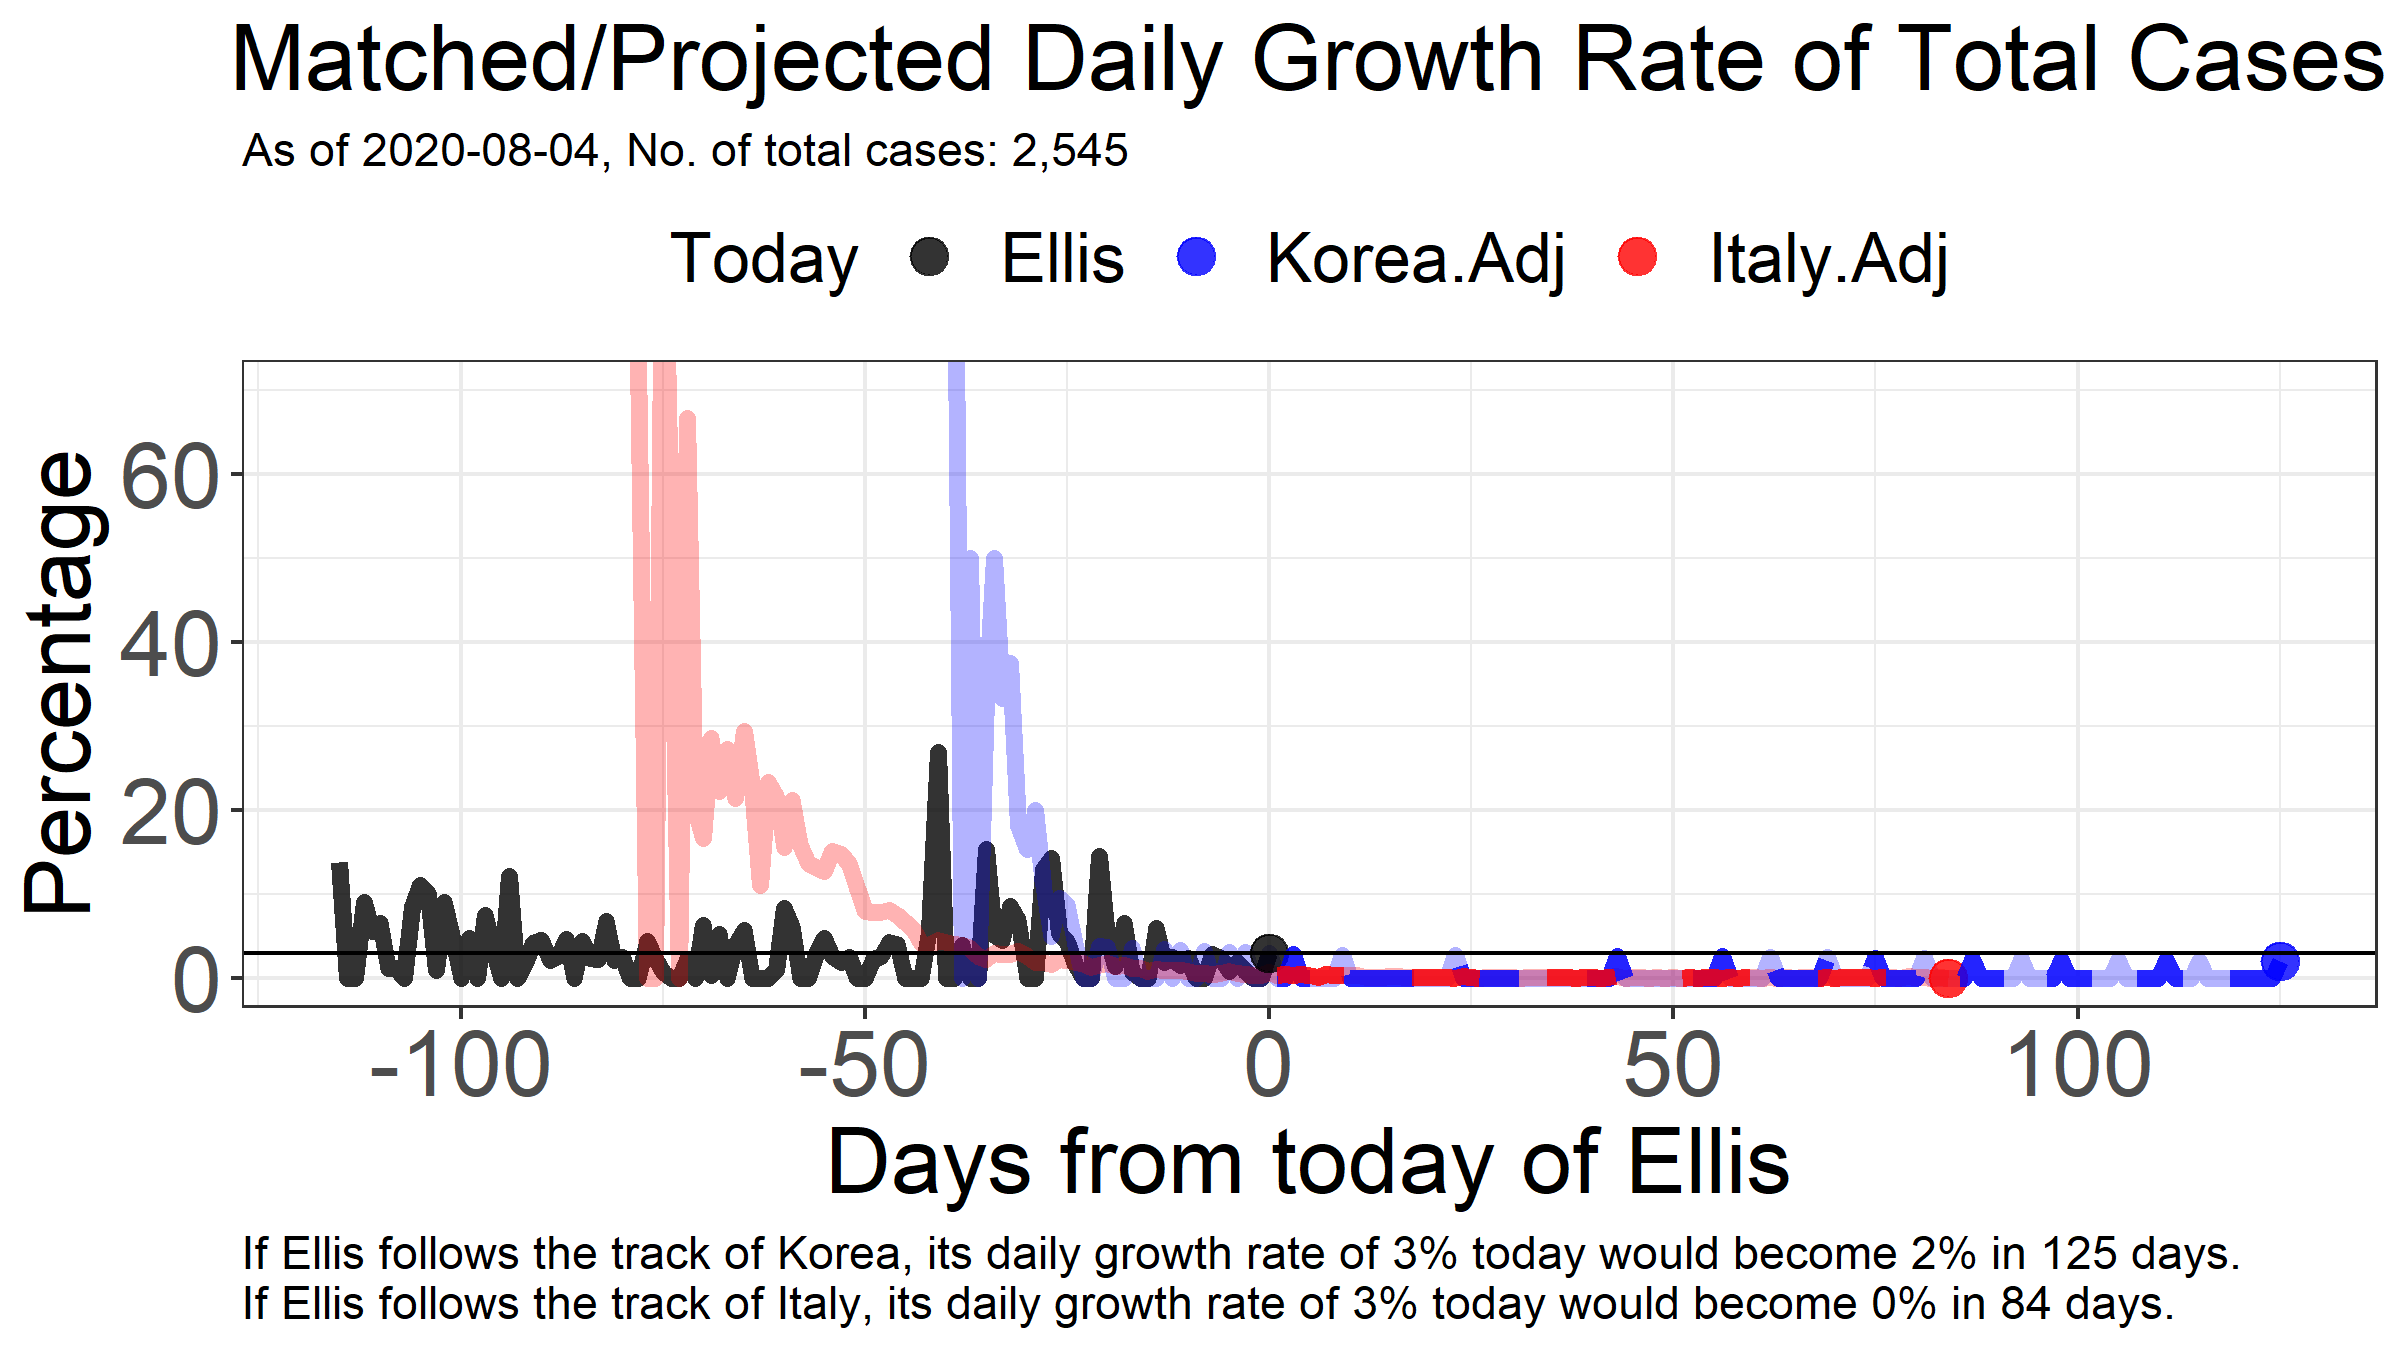 Matched/Projected Daily Growth Rate of Total Cases
As of 2020-08-04, No. of total cases: 2,545
Today Ellis Korea.Adj Italy.Adj
Percentage
60
40
20
0
-100 -50 0 50 100
Days from today of Ellis
If Ellis follows the track of Korea, its daily growth rate of 3% today would become 2% in 125 days.
If Ellis follows the track of Italy, its daily growth rate of 3% today would become 0% in 84 days.